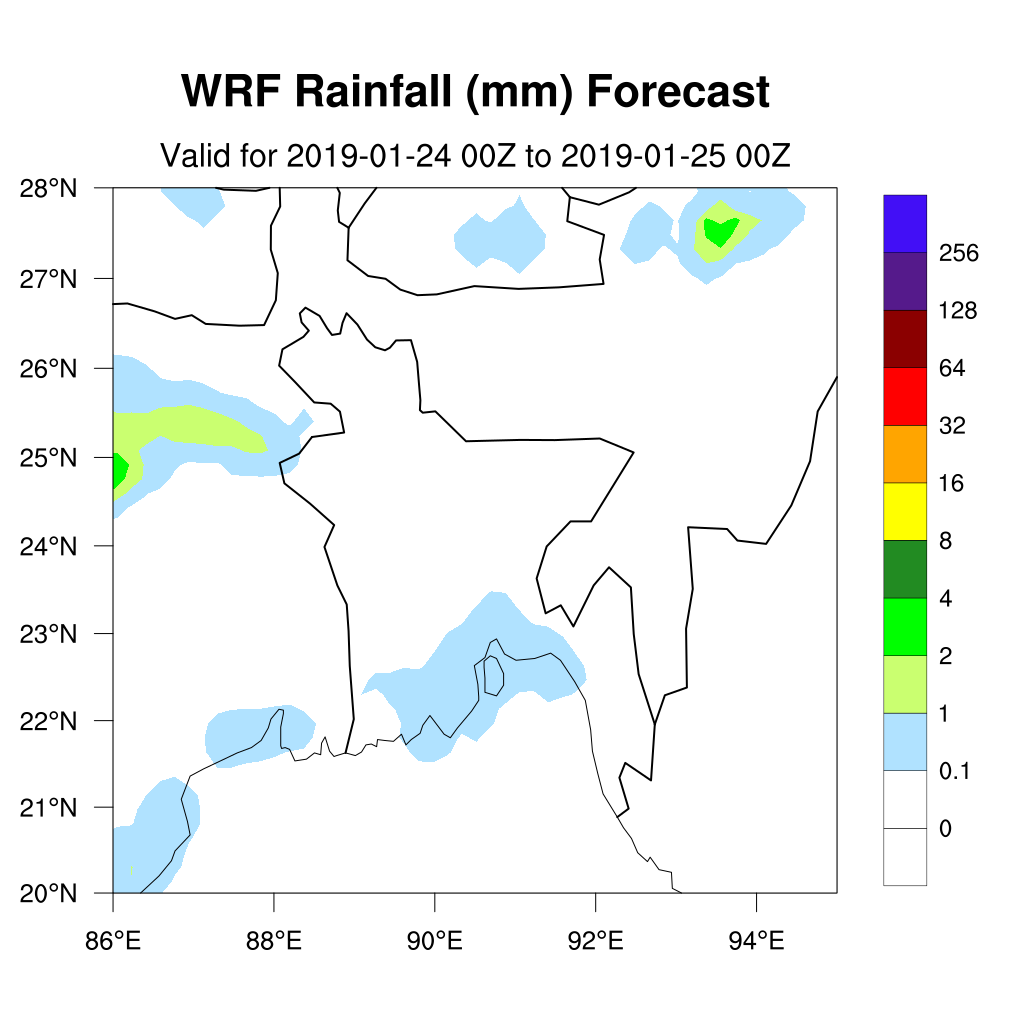 WRF Rainfall (mm) Forecast
Valid for 2019-01-24 00Z to 2019-01-25 00Z
28°N
27°N
26°N
25°N
24°N
23°N
22°N
21°N
20°N
86°E
88°E
90°E
92°E
94°E
256
128
64
32
16
8
4
2
1
0.1
0